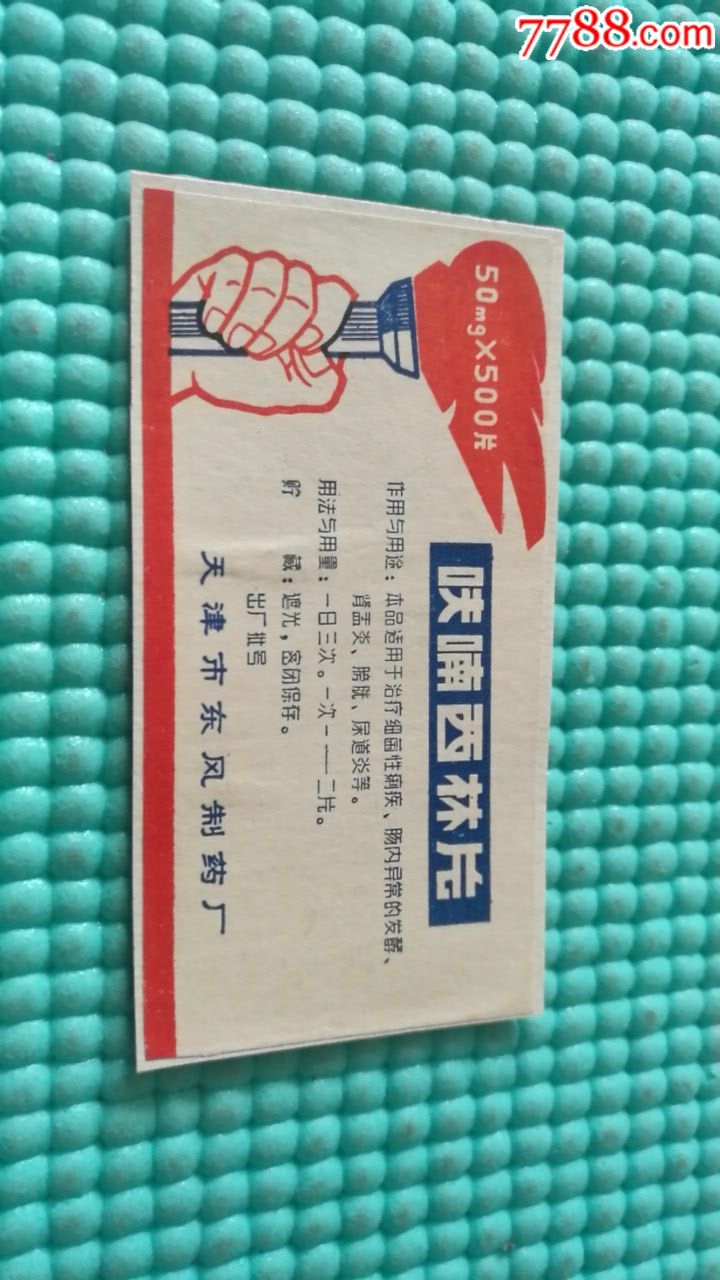 7788.com
50mg×500片
呋喃西林片
作用与用途：本品适用于治疗细菌性痢疾、肠内异常的发酵、
肾盂炎、膀胱、尿道炎等。
用法与用量：一日三次。一次一——二片。
贮 藏：遮光，密闭保存。
出厂批号
天津市东风制药厂